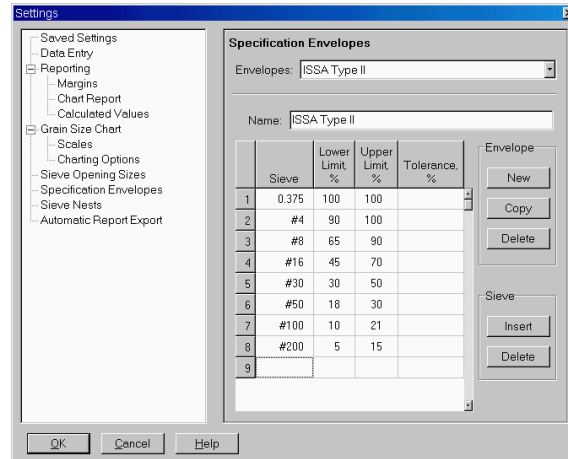 Settings
Saved Settings
Data Entry
Reporting
Margins
Chart Report
Calculated Values
Grain Size Chart
Scales
Charting Options
Sieve Opening Sizes
Specification Envelopes
Sieve Nests
Automatic Report Export
Specification Envelopes
Envelopes: ISSA Type II
Name: ISSA Type II
Sieve Lower Limit, % Upper Limit, % Tolerance, %
1 0.375 100 100
2 #4 90 100
3 #8 65 90
4 #16 45 70
5 #30 30 50
6 #50 18 30
7 #100 10 21
8 #200 5 15
9
Envelope
New
Copy
Delete
Sieve
Insert
Delete
OK Cancel Help